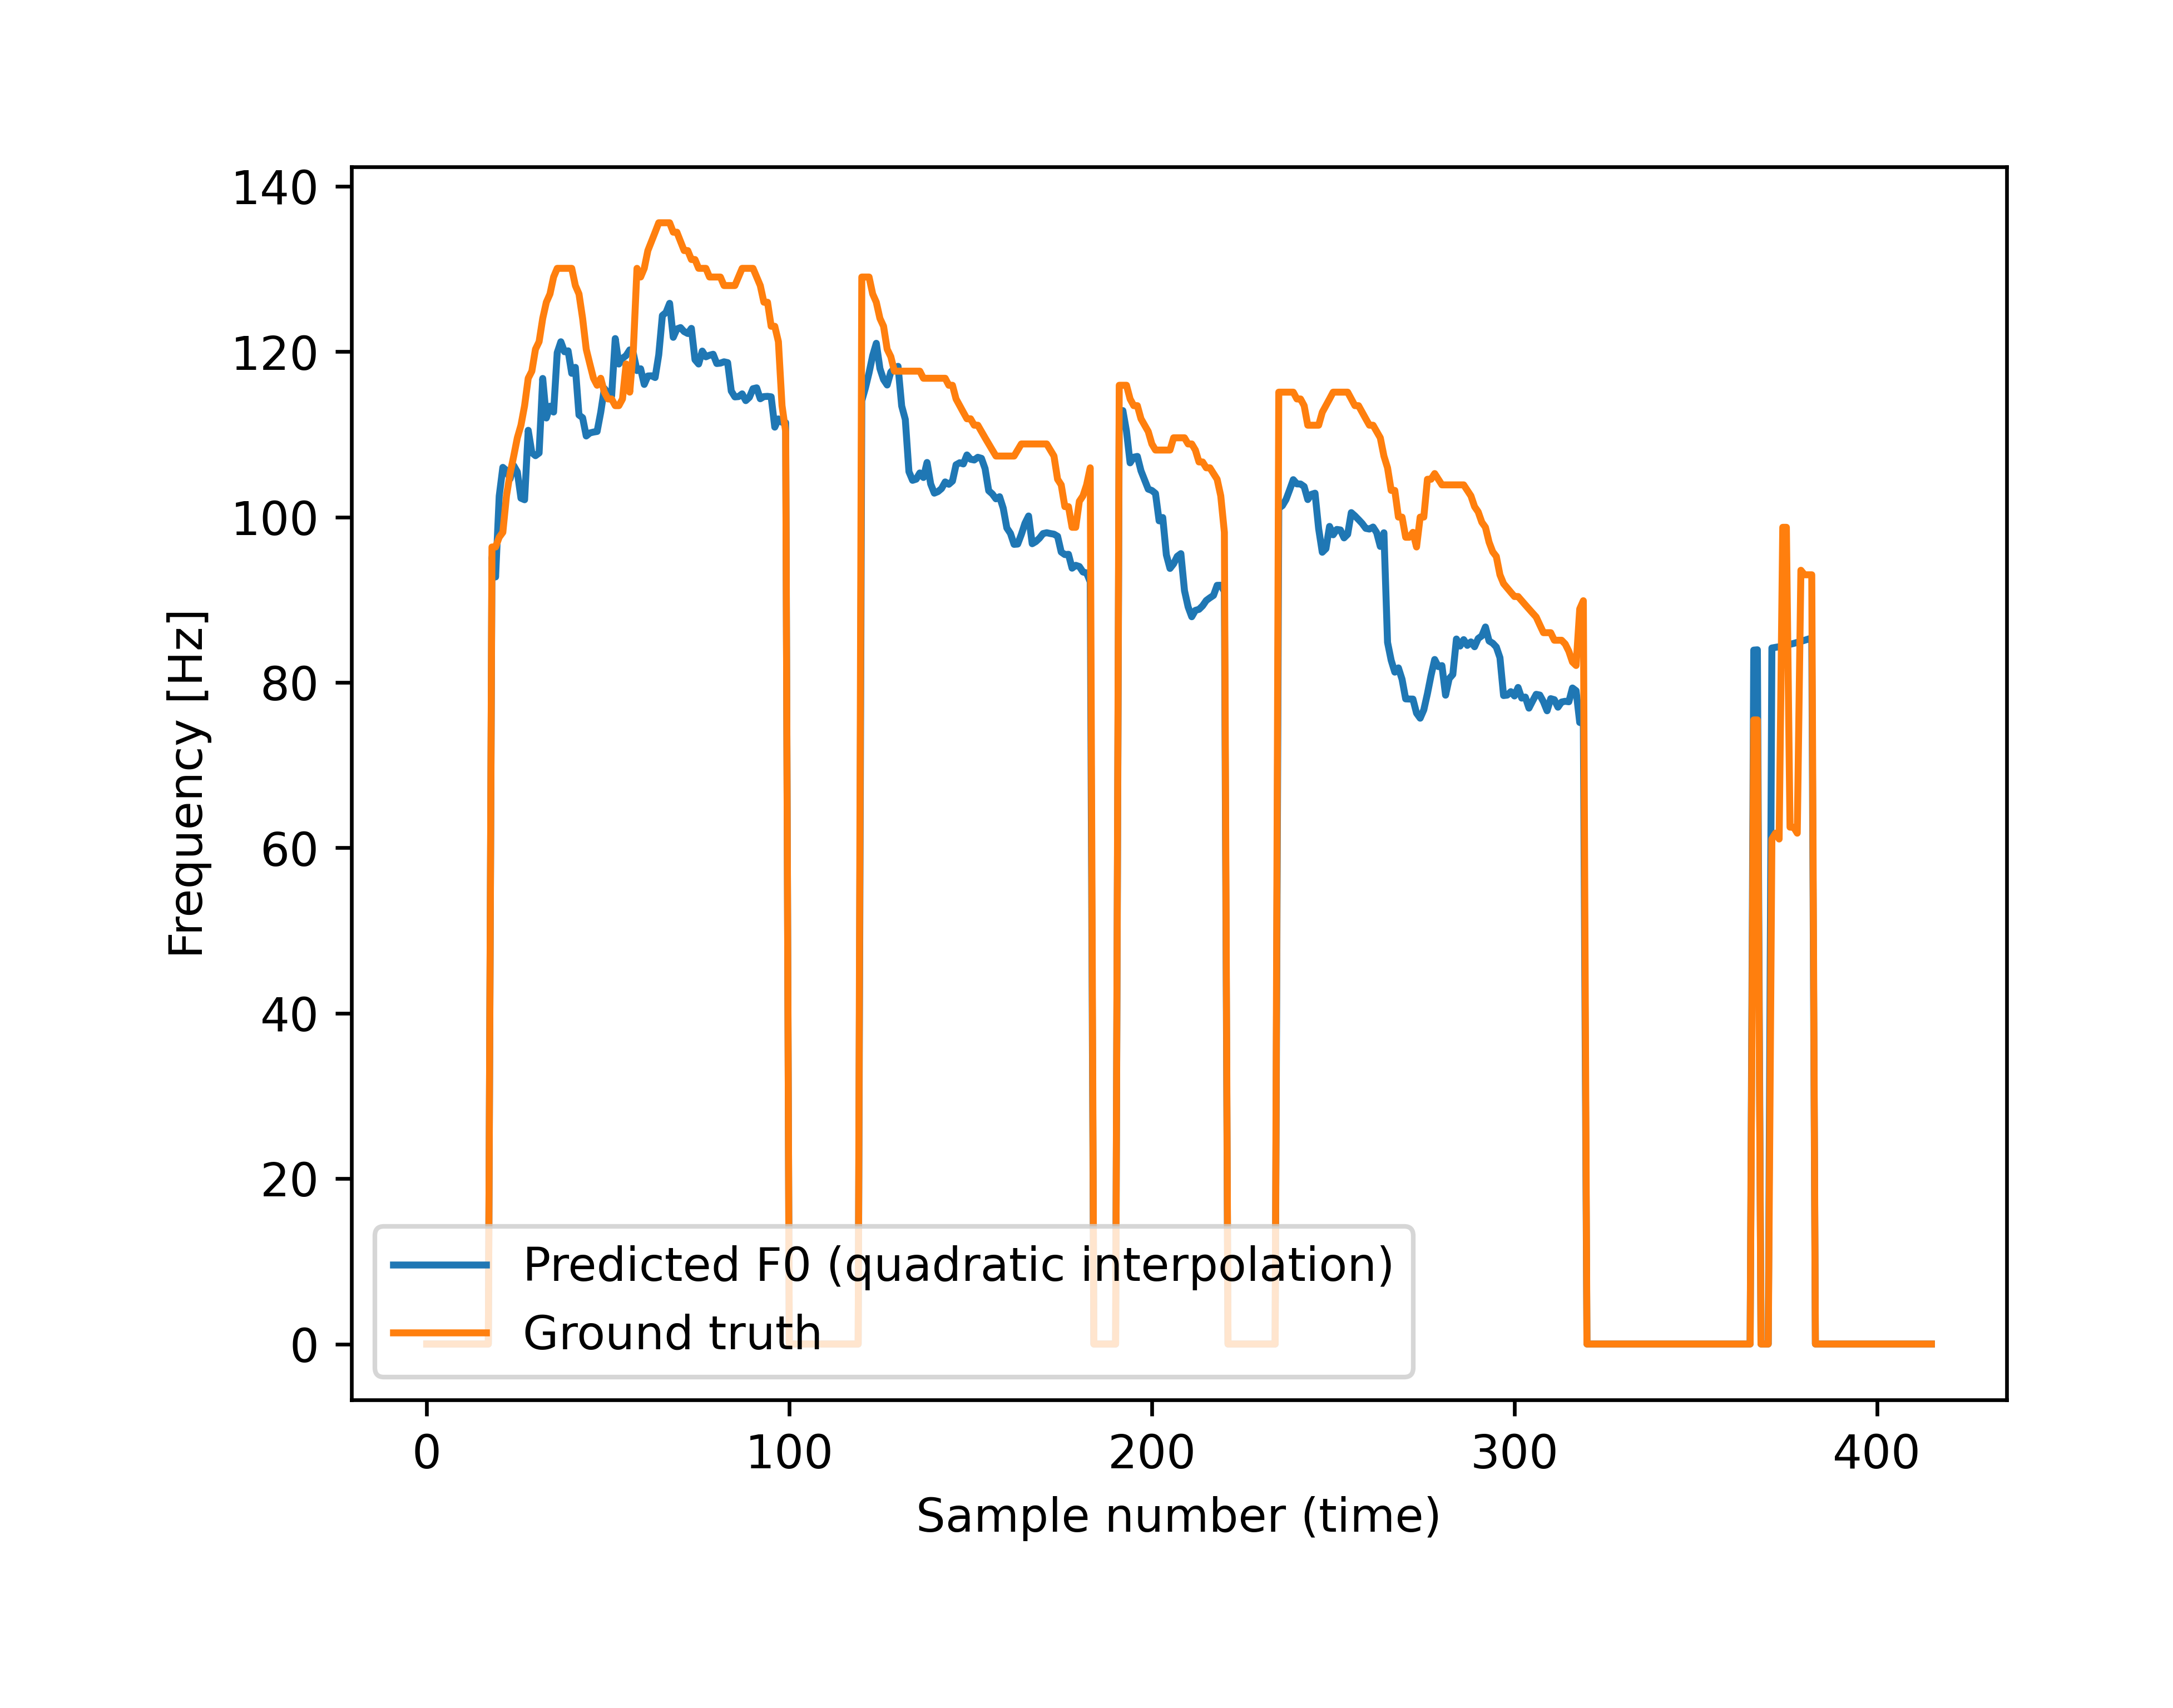 140
120
100
80
60
40
20
0
Frequency [Hz]
Predicted F0 (quadratic interpolation)
Ground truth
0 100 200 300 400
Sample number (time)